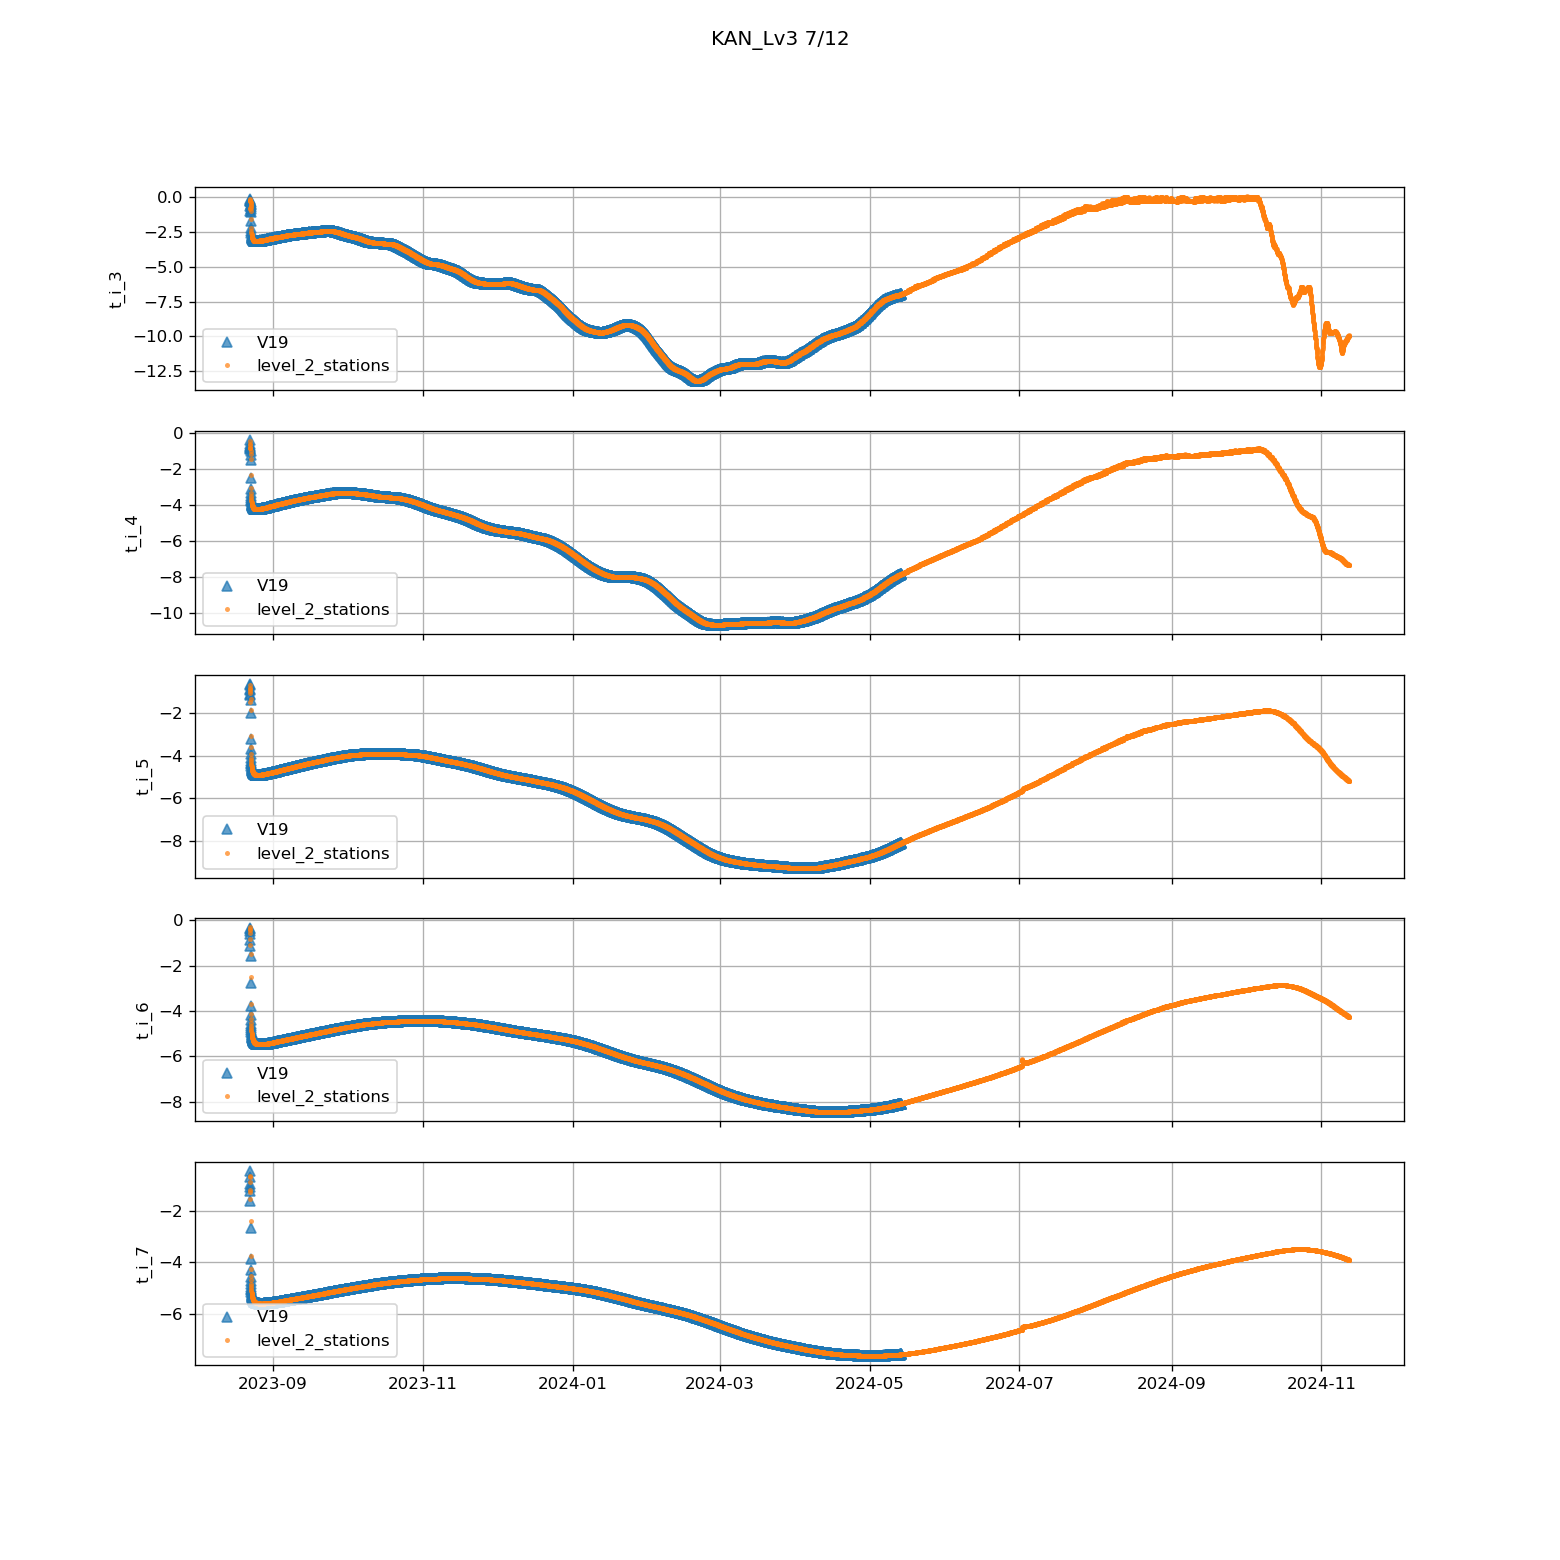 KAN_Lv3 7/12
0.0
−2.5
−5.0
−7.5
−10.0
−12.5
t_i_3
V19
level_2_stations
0
−2
−4
−6
−8
−10
t_i_4
V19
level_2_stations
−2
−4
−6
−8
t_i_5
V19
level_2_stations
0
−2
−4
−6
−8
t_i_6
V19
level_2_stations
−2
−4
−6
t_i_7
V19
level_2_stations
2023-09 2023-11 2024-01 2024-03 2024-05 2024-07 2024-09 2024-11